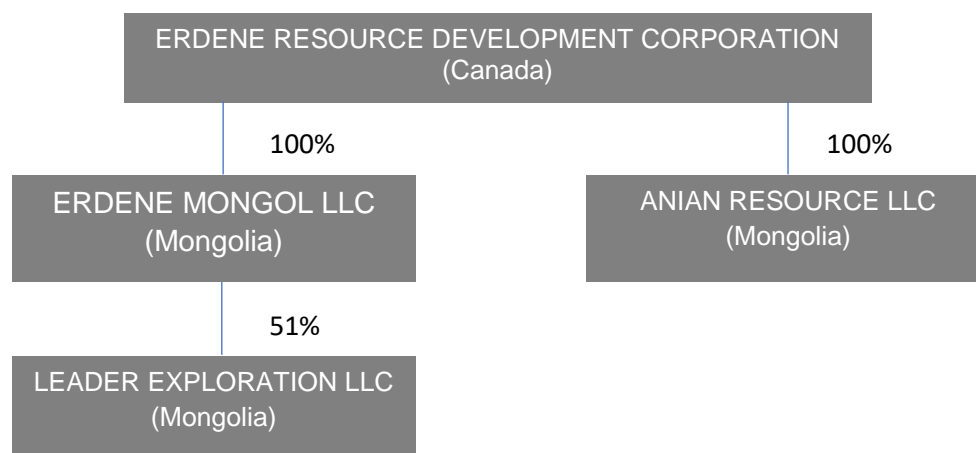 ERDENE RESOURCE DEVELOPMENT CORPORATION
(Canada)
100%
100%
ERDENE MONGOL LLC
(Mongolia)
ANIAN RESOURCE LLC
(Mongolia)
51%
LEADER EXPLORATION LLC
(Mongolia)